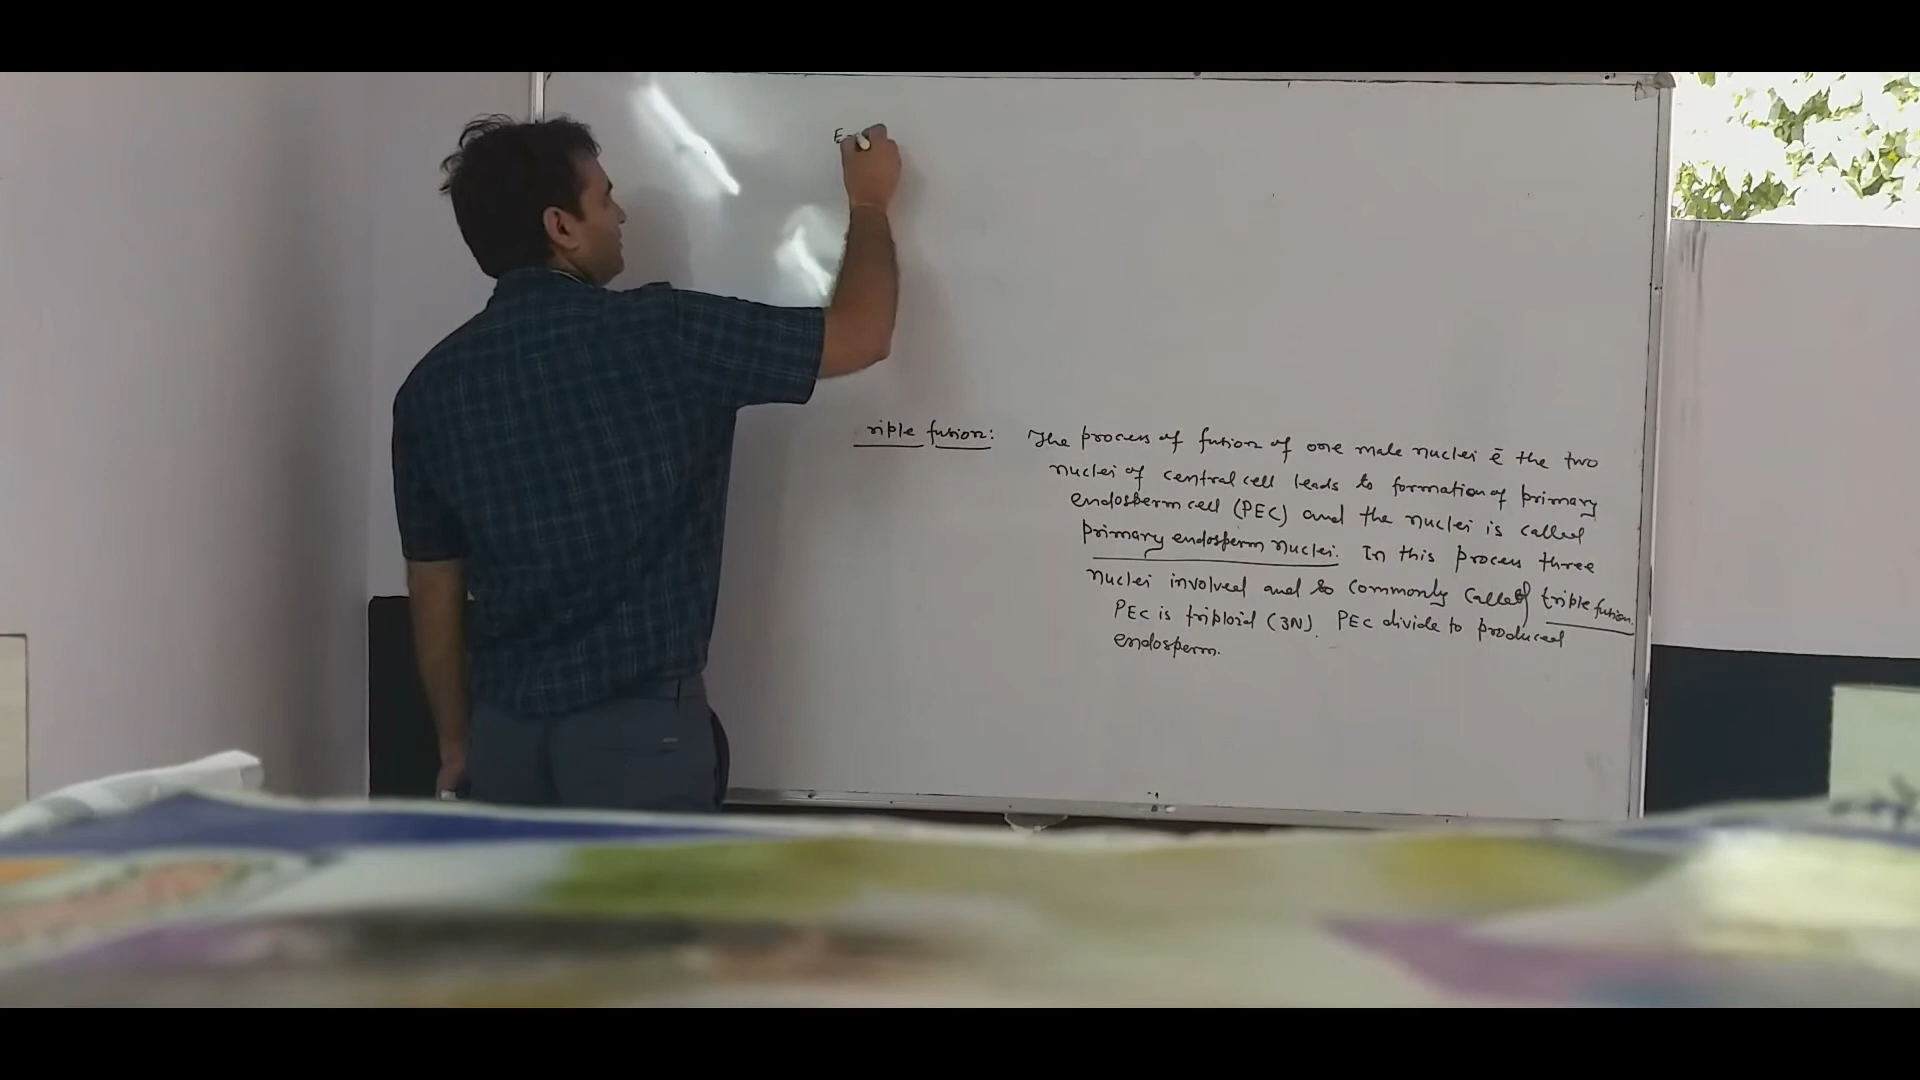 E
riple fusion: The process of fusion of one male nuclei ē the two
nuclei of central cell leads to formation of primary
endosperm cell (PEC) and the nuclei is called
primary endosperm nuclei. In this process three
nuclei involved and so commonly called triple fusion.
PEC is triploid (3N). PEC divide to produced
endosperm.